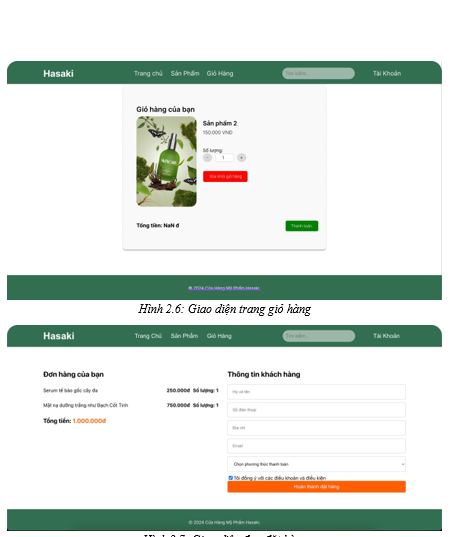 Hasaki Trang chủ Sản Phẩm Giỏ Hàng Tìm kiếm... Tài Khoản
Giỏ hàng của bạn
Sản phẩm 2
150.000 VNĐ
Số lượng:
- 1 +
Xóa khỏi giỏ hàng
Tổng tiền: NaN đ Thanh toán
© 2024 Cửa Hàng Mỹ Phẩm Hasaki.
Hình 2.6: Giao diện trang giỏ hàng
Hasaki Trang Chủ Sản Phẩm Giỏ Hàng Tìm kiếm... Tài Khoản
Đơn hàng của bạn
Serum tế bào gốc cây đa 250.000đ Số lượng: 1
Mặt nạ dưỡng trắng như Bạch Cốt Tinh 750.000đ Số lượng: 1
Tổng tiền: 1.000.000đ
Thông tin khách hàng
Họ và tên
Số điện thoại
Địa chỉ
Email
Chọn phương thức thanh toán
Tôi đồng ý với các điều khoản và điều kiện
Hoàn thành đặt hàng
© 2024 Cửa Hàng Mỹ Phẩm Hasaki.